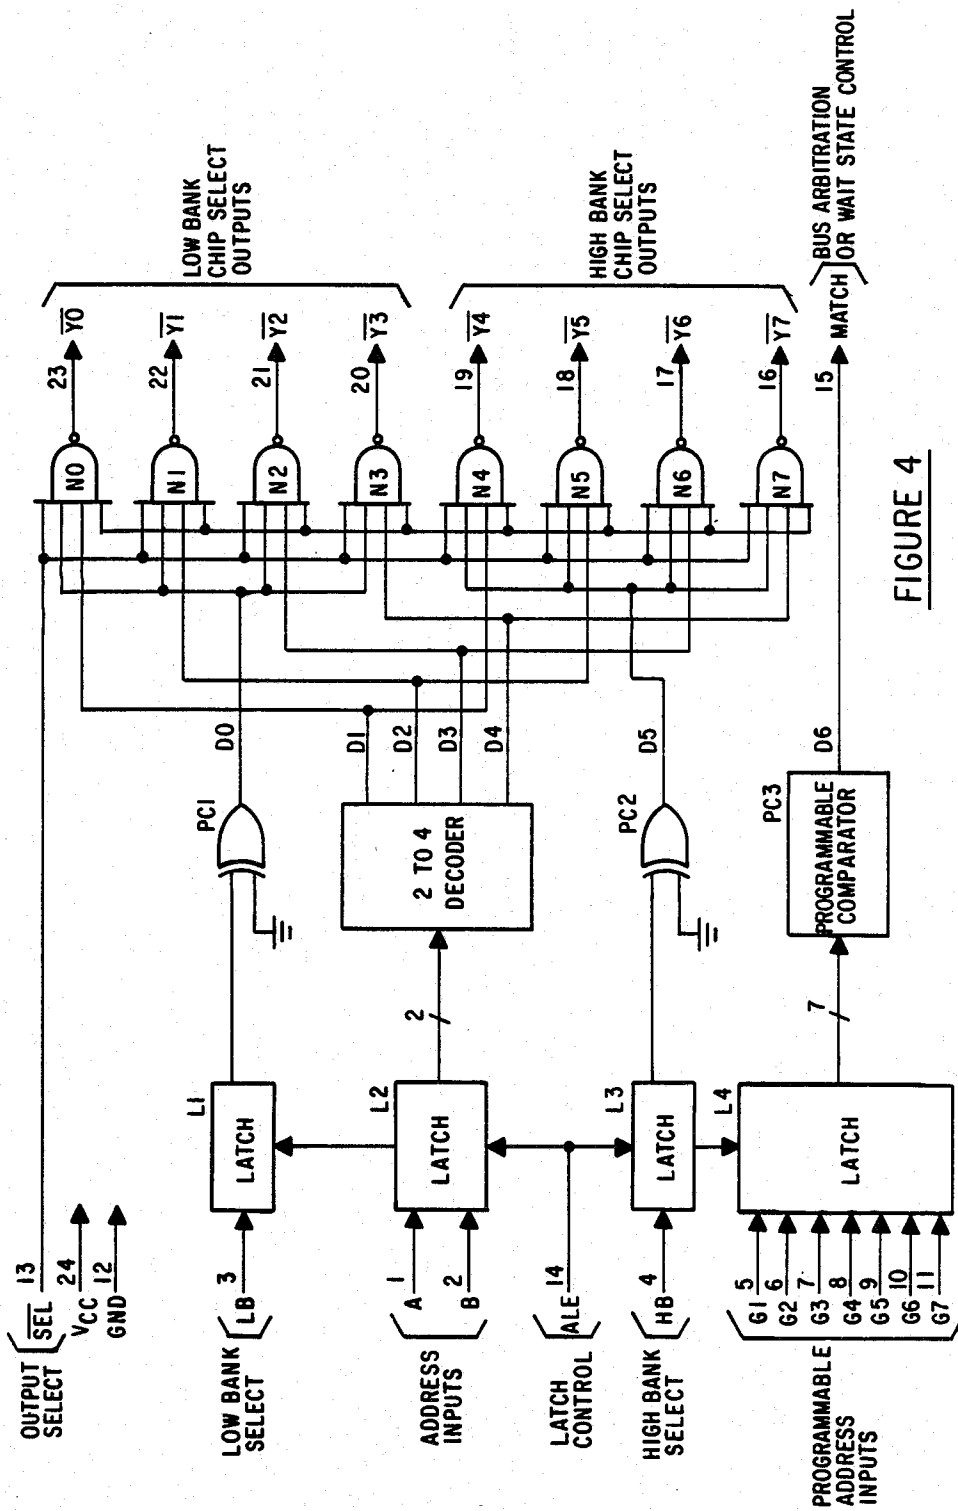 OUTPUT
SELECT
SEL
13
VCC
24
GND
12
LOW BANK
SELECT
LB
3
LATCH
L1
PC1
D0
ADDRESS
INPUTS
A
1
B
2
LATCH
L2
2
2 TO 4
DECODER
D1
D2
D3
D4
LATCH
CONTROL
ALE
14
HIGH BANK
SELECT
HB
4
LATCH
L3
PC2
D5
PROGRAMMABLE
ADDRESS
INPUTS
G1
5
G2
6
G3
7
G4
8
G5
9
G6
10
G7
11
LATCH
L4
7
PC3
PROGRAMMABLE
COMPARATOR
D6
15
MATCH
BUS ARBITRATION
OR WAIT STATE CONTROL
N0
23
Y0
N1
22
Y1
N2
21
Y2
N3
20
Y3
LOW BANK
CHIP SELECT
OUTPUTS
N4
19
Y4
N5
18
Y5
N6
17
Y6
N7
16
Y7
HIGH BANK
CHIP SELECT
OUTPUTS
FIGURE 4